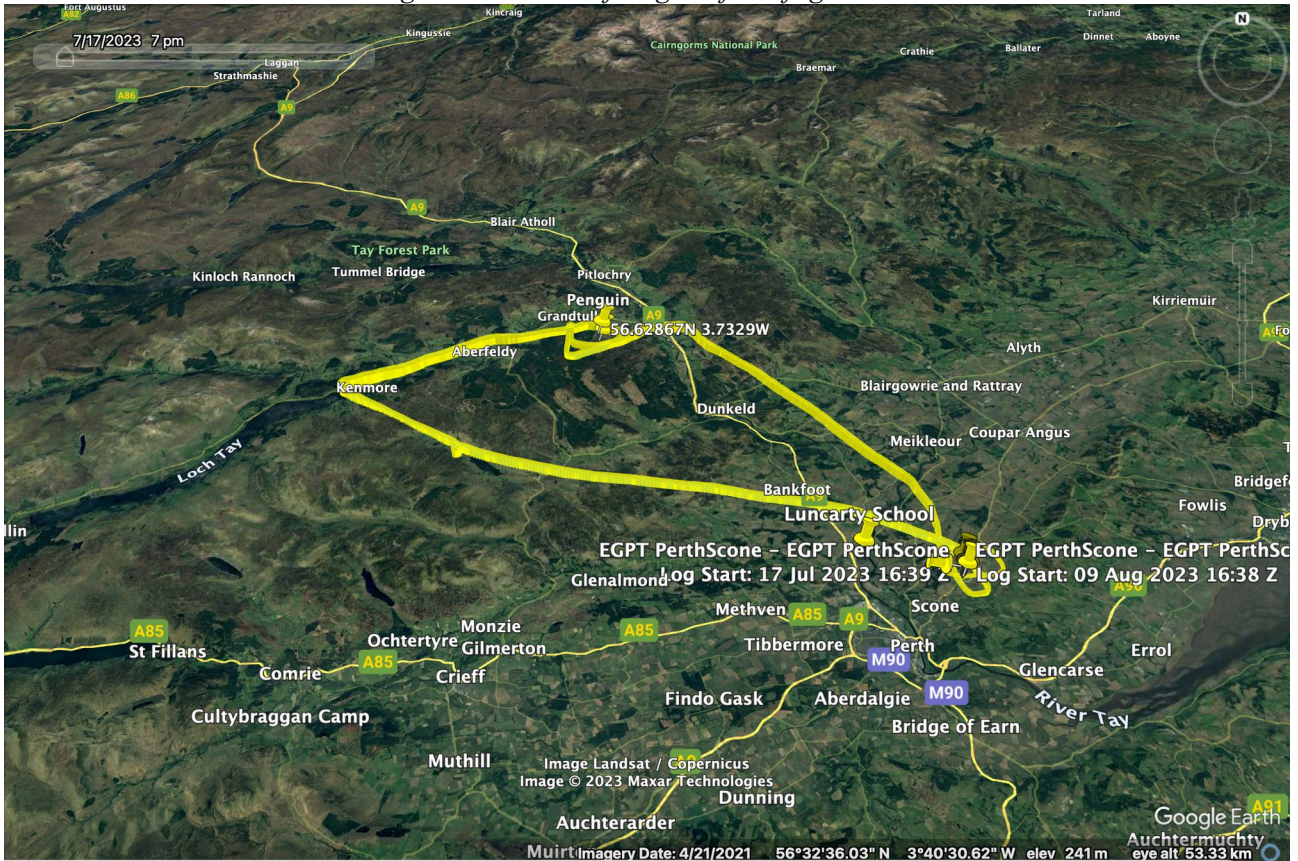 Fort Augustus
A82
Kincraig
Tarland
Dinnet
Aboyne
Kingussie
Cairngorms National Park
Crathie
Ballater
7/17/2023 7 pm
Laggan
Strathmashie
Braemar
N
A86
A9
A9
Blair Atholl
Tay Forest Park
Kinloch Rannoch
Tummel Bridge
Pitlochry
Penguin
Kirriemuir
Grandtull
A9
56.62867N 3.7329W
Aberfeldy
Alyth
Kenmore
Blairgowrie and Rattray
Dunkeld
Meikleour
Coupar Angus
Loch Tay
Bankfoot
A9
Luncarty School
Fowlis
EGPT PerthScone - EGPT PerthScone
EGPT PerthScone - EGPT PerthSc
Log Start: 17 Jul 2023 16:39 Z
Log Start: 09 Aug 2023 16:38 Z
Glenalmond
A90
Scone
Methven
A85
A9
A85
St Fillans
Ochtertyre
Monzie
A85
Gilmerton
Tibbermore
Perth
M90
Errol
Comrie
A85
Crieff
Glencarse
Findo Gask
Aberdalgie
M90
River Tay
Cultybraggan Camp
Bridge of Earn
Muthill
Image Landsat / Copernicus
Image © 2023 Maxar Technologies
Dunning
Auchterarder
A91
Google Earth
Auchtermuchty
Imagery Date: 4/21/2021 56°32'36.03" N 3°40'30.62" W elev 241 m eye alt 53.33 km